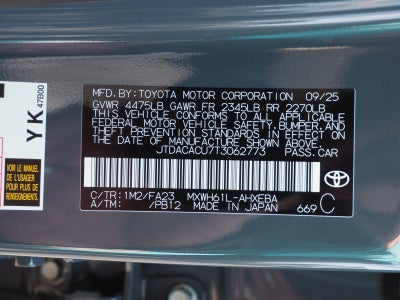 MFD. BY: TOYOTA MOTOR CORPORATION 09/25
GVWR 4475LB GAWR FR 2345LB RR 2270LB
THIS VEHICLE CONFORMS TO ALL APPLICABLE
FEDERAL MOTOR VEHICLE SAFETY, BUMPER, AND
THEFT PREVENTION STANDARDS IN EFFECT ON
THE DATE OF MANUFACTURE SHOWN ABOVE.
JTDACACU7T3062773 PASS.CAR
C/TR: 1M2/FA23 MXWH61L-AHXEBA
A/TM: /PB12 MADE IN JAPAN 669 C
TOYOTA
YK 47B00
MANUEL
DE L'USAGER
POUR PLUS
DE RENSEIGNEMENTS.